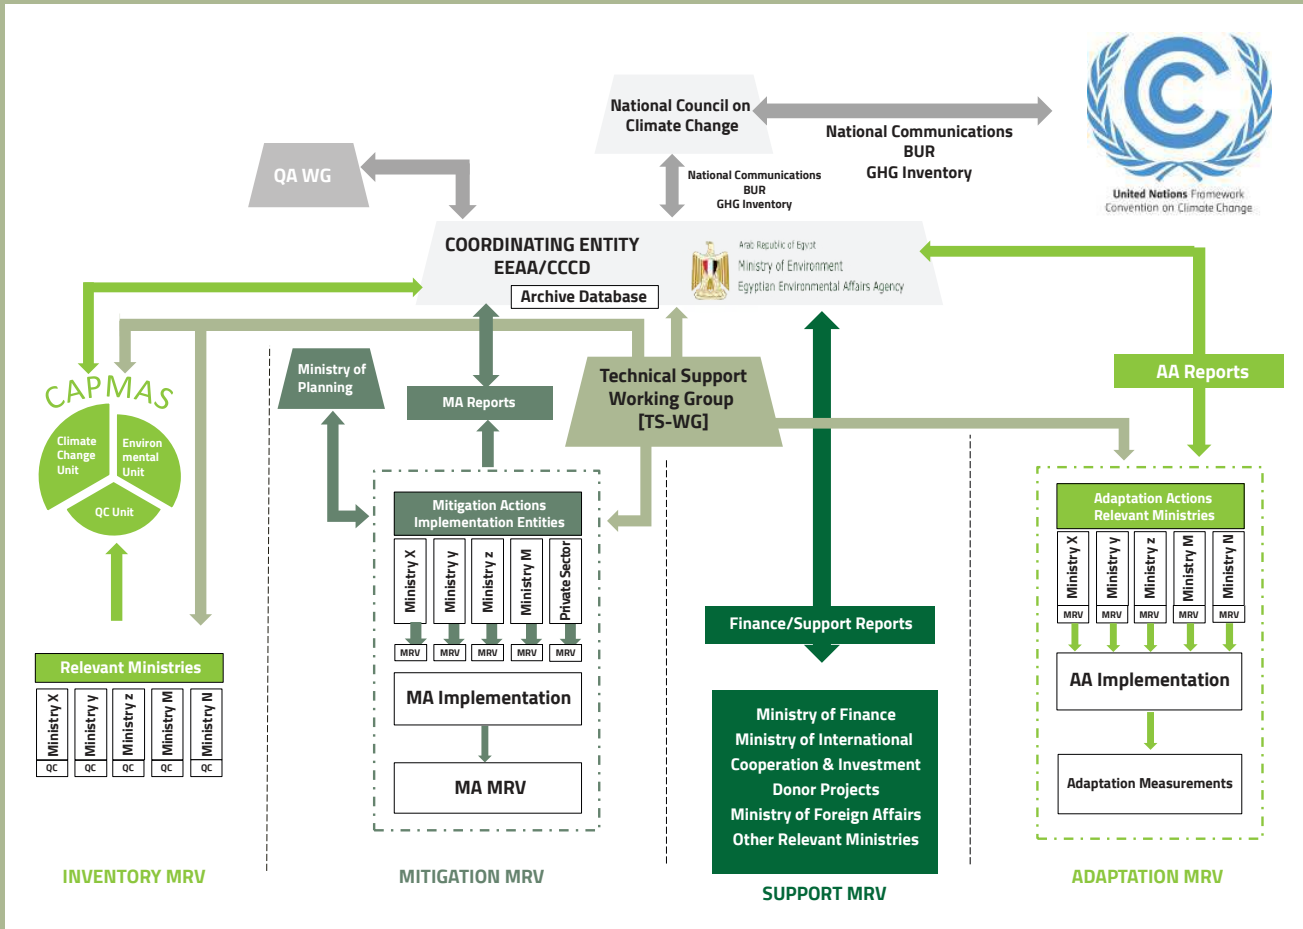 National Council on
Climate Change
National Communications
BUR
GHG Inventory
United Nations Framework
Convention on Climate Change
QA WG
National Communications
BUR
GHG Inventory
COORDINATING ENTITY
EEAA/CCCD
Archive Database
Arab Republic of Egypt
Ministry of Environment
Egyptian Environmental Affairs Agency
CAPMAS
Climate
Change
Unit
Environ
mental
Unit
QC Unit
Relevant Ministries
Ministry X
Ministry y
Ministry z
Ministry M
Ministry N
QC
QC
QC
QC
QC
INVENTORY MRV
Ministry of
Planning
MA Reports
Technical Support
Working Group
[TS-WG]
Mitigation Actions
Implementation Entities
Ministry X
Ministry y
Ministry z
Ministry M
Private Sector
MRV
MRV
MRV
MRV
MRV
MA Implementation
MA MRV
MITIGATION MRV
Finance/Support Reports
Ministry of Finance
Ministry of International
Cooperation & Investment
Donor Projects
Ministry of Foreign Affairs
Other Relevant Ministries
SUPPORT MRV
AA Reports
Adaptation Actions
Relevant Ministries
Ministry X
Ministry y
Ministry z
Ministry M
Ministry N
MRV
MRV
MRV
MRV
MRV
AA Implementation
Adaptation Measurements
ADAPTATION MRV